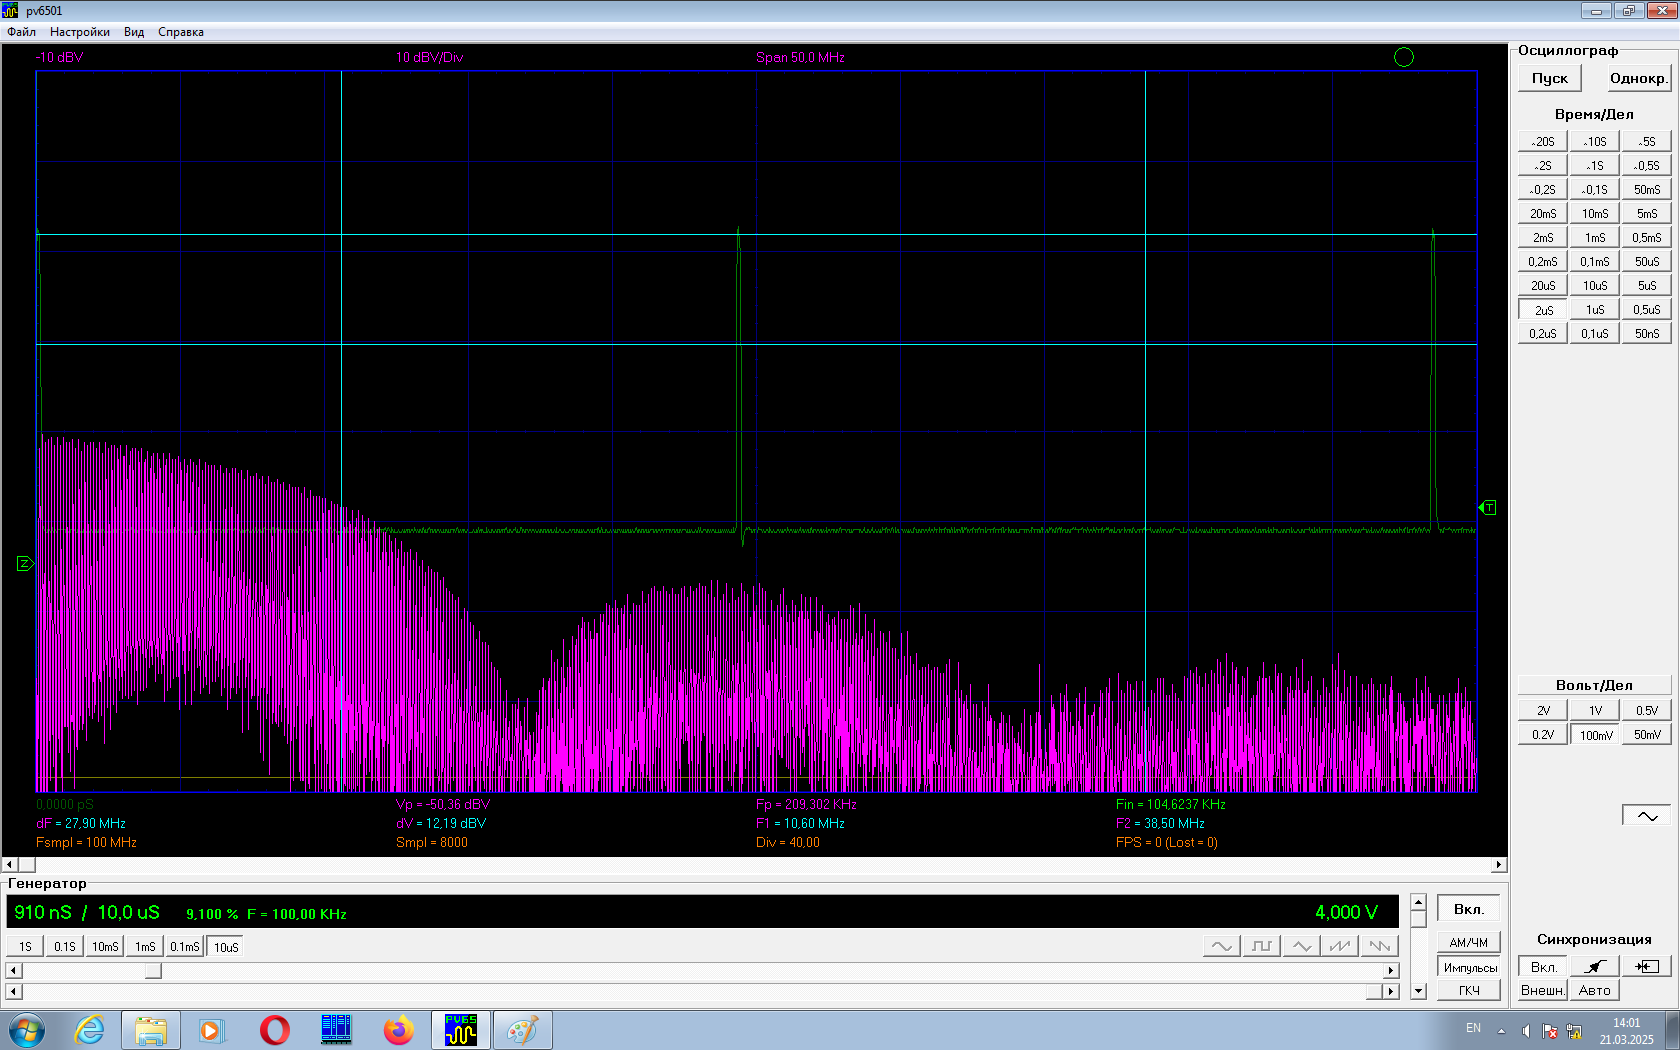 pv6501
Файл Настройки Вид Справка
-10 dBV 10 dBV/Div Span 50,0 MHz
Осциллограф
Пуск Однокр.
Время/Дел
^20S ^10S ^5S
^2S ^1S ^0,5S
^0,2S ^0,1S 50mS
20mS 10mS 5mS
2mS 1mS 0,5mS
0,2mS 0,1mS 50uS
20uS 10uS 5uS
2uS 1uS 0,5uS
0,2uS 0,1uS 50nS
T
Z
Вольт/Дел
2V 1V 0.5V
0.2V 100mV 50mV
0,0000 pS Vp = -50,36 dBV Fp = 209,302 KHz Fin = 104,6237 KHz
dF = 27,90 MHz dV = 12,19 dBV F1 = 10,60 MHz F2 = 38,50 MHz
Fsmpl = 100 MHz Smpl = 8000 Div = 40,00 FPS = 0 (Lost = 0)
Генератор
910 nS / 10,0 uS 9,100 % F = 100,00 KHz 4,000 V
Вкл.
1S 0.1S 10mS 1mS 0.1mS 10uS
АМ/ЧМ
Импульсы
ГКЧ
Синхронизация
Вкл.
Внешн. Авто
PV65
EN
14:01
21.03.2025